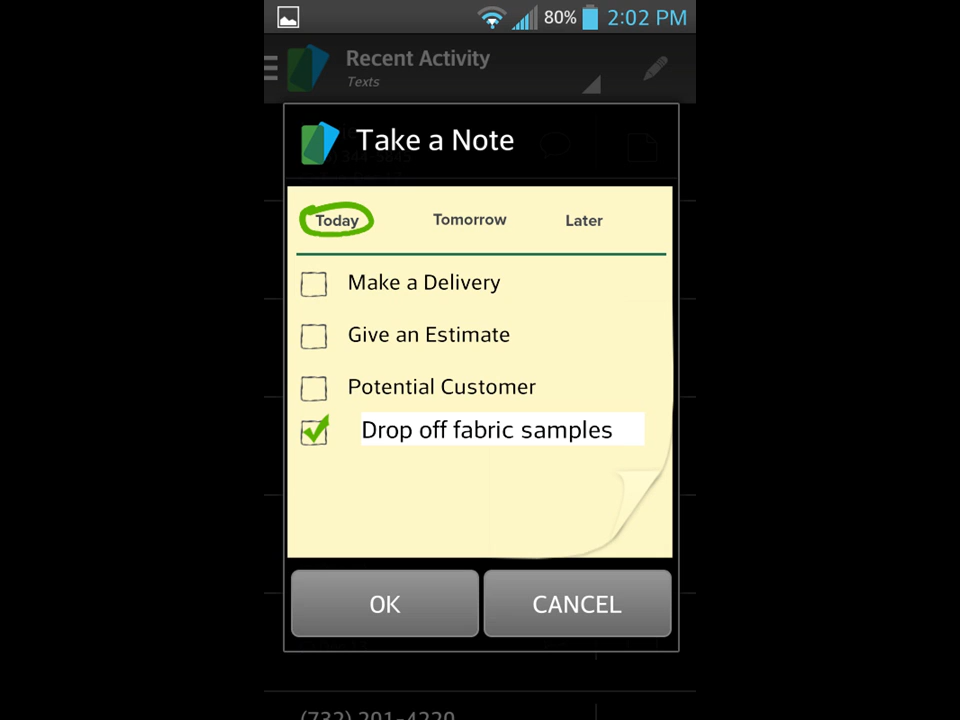 80% 2:02 PM
Recent Activity
Texts
Take a Note
Today Tomorrow Later
Make a Delivery
Give an Estimate
Potential Customer
Drop off fabric samples
OK CANCEL
(732) 201-4220